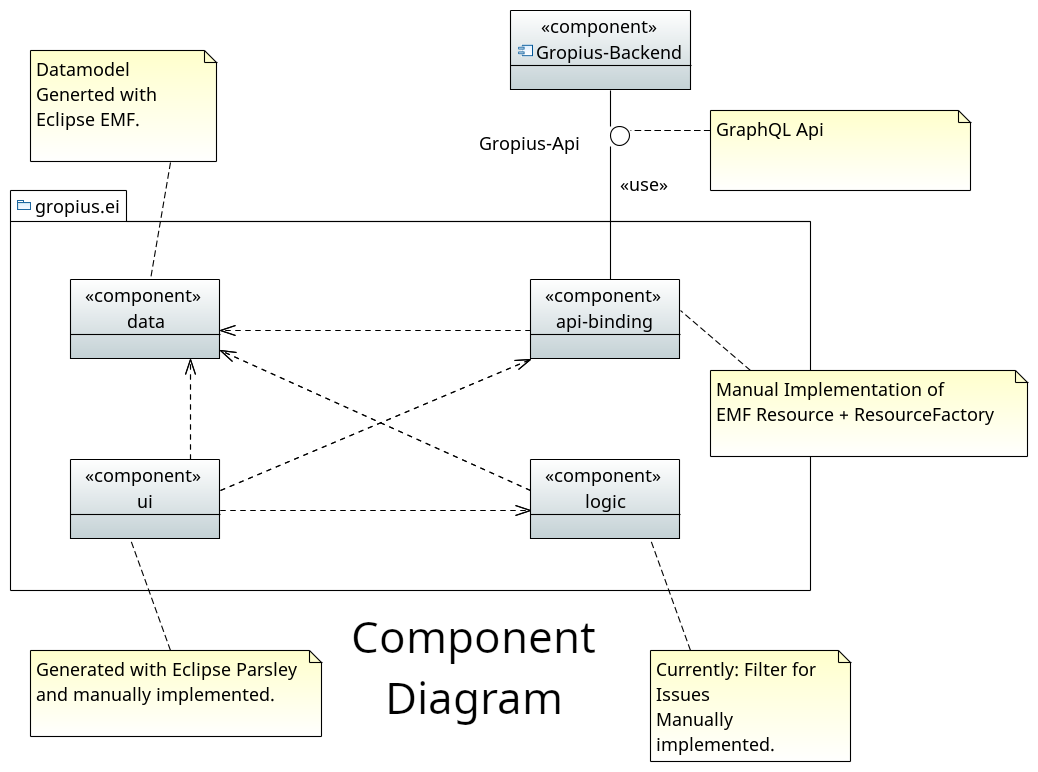 «component»
Gropius-Backend
Datamodel
Generted with
Eclipse EMF.
GraphQL Api
Gropius-Api
«use»
gropius.ei
«component»
data
«component»
api-binding
Manual Implementation of
EMF Resource + ResourceFactory
«component»
ui
«component»
logic
Component
Diagram
Generated with Eclipse Parsley
and manually implemented.
Currently: Filter for
Issues
Manually
implemented.